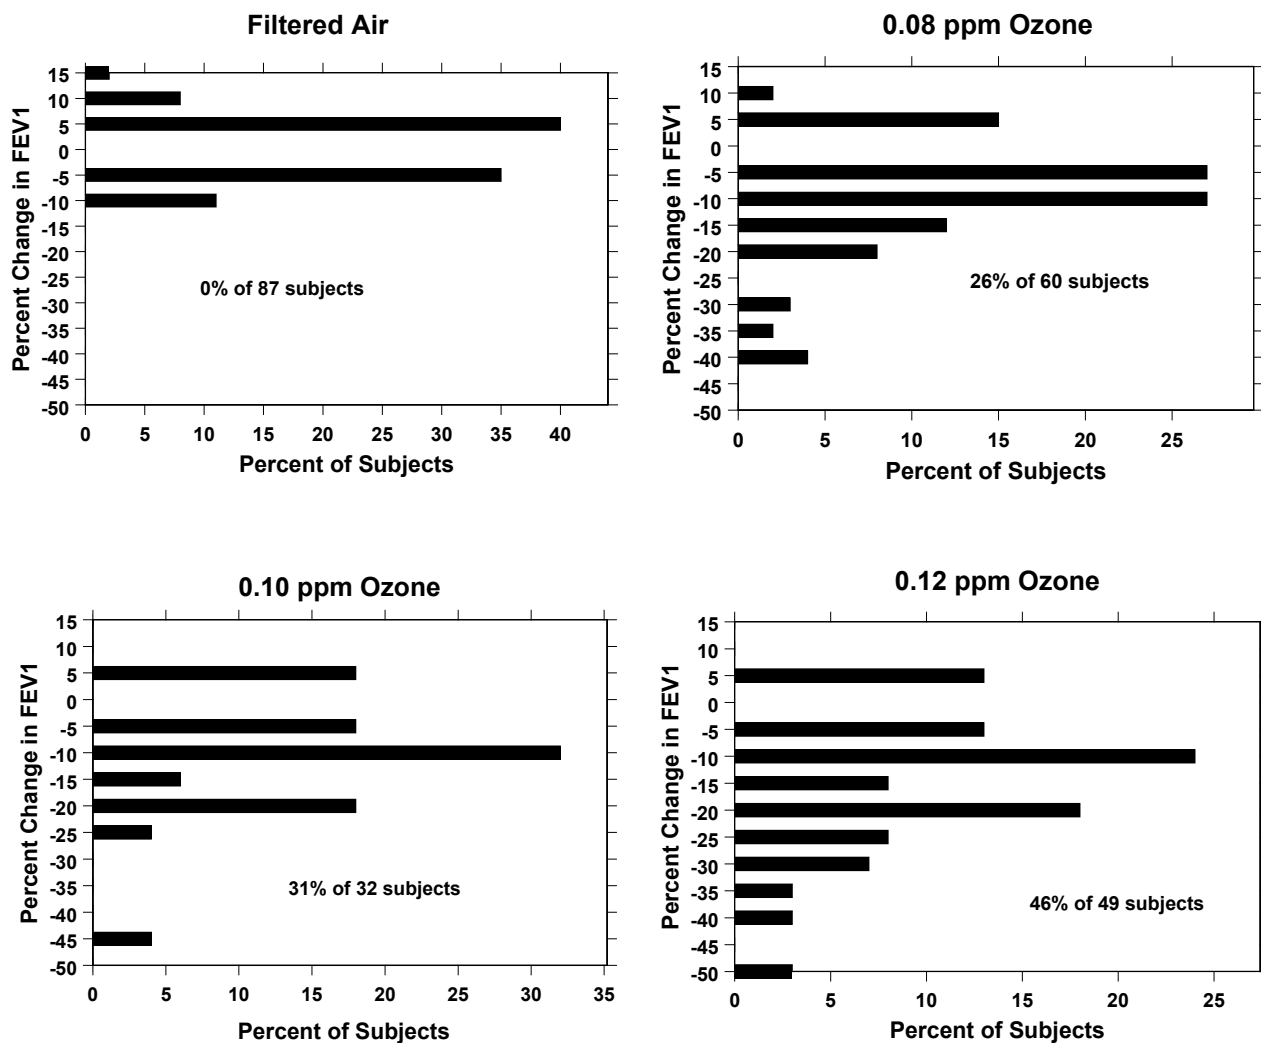 Filtered Air
Percent Change in FEV1
15
10
5
0
-5
-10
-15
-20
-25
-30
-35
-40
-45
-50
0% of 87 subjects
0 5 10 15 20 25 30 35 40
Percent of Subjects
0.08 ppm Ozone
Percent Change in FEV1
15
10
5
0
-5
-10
-15
-20
-25
-30
-35
-40
-45
-50
26% of 60 subjects
0 5 10 15 20 25
Percent of Subjects
0.10 ppm Ozone
Percent Change in FEV1
15
10
5
0
-5
-10
-15
-20
-25
-30
-35
-40
-45
-50
31% of 32 subjects
0 5 10 15 20 25 30 35
Percent of Subjects
0.12 ppm Ozone
Percent Change in FEV1
15
10
5
0
-5
-10
-15
-20
-25
-30
-35
-40
-45
-50
46% of 49 subjects
0 5 10 15 20 25
Percent of Subjects